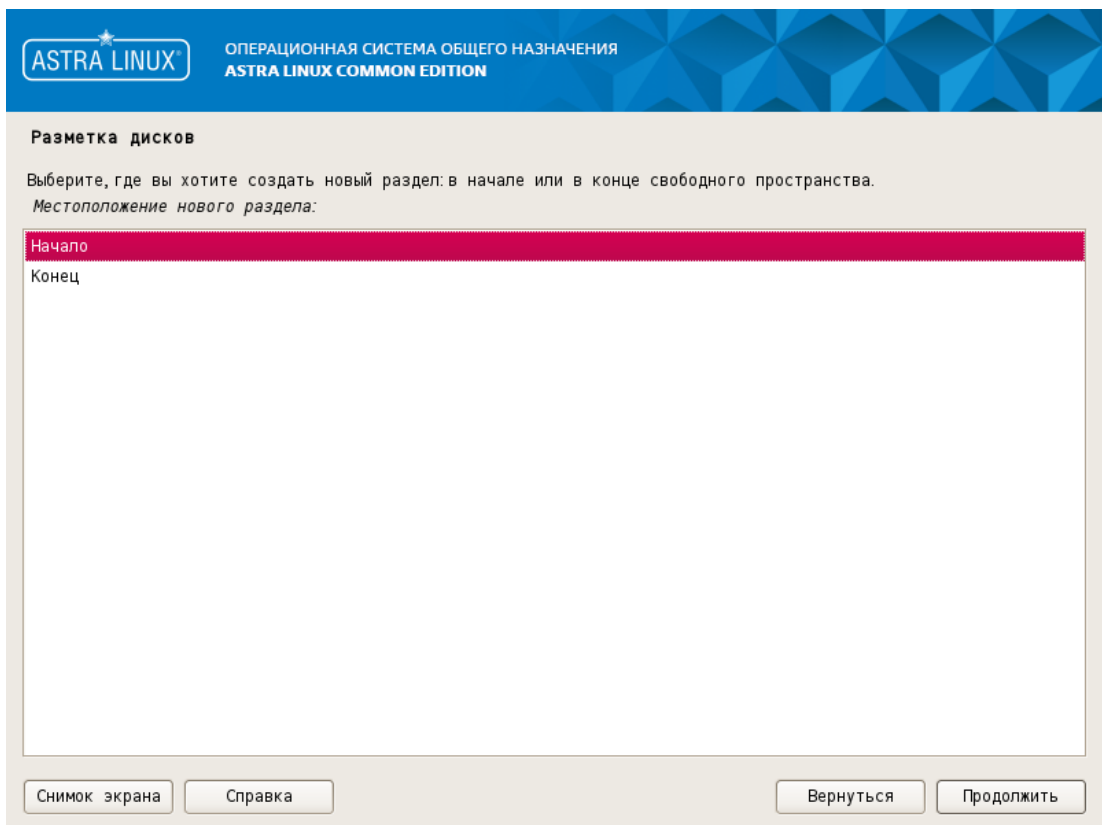 ASTRA LINUX®
ОПЕРАЦИОННАЯ СИСТЕМА ОБЩЕГО НАЗНАЧЕНИЯ
ASTRA LINUX COMMON EDITION
Разметка дисков
Выберите, где вы хотите создать новый раздел: в начале или в конце свободного пространства.
Местоположение нового раздела:
Начало
Конец
Снимок экрана Справка Вернуться Продолжить